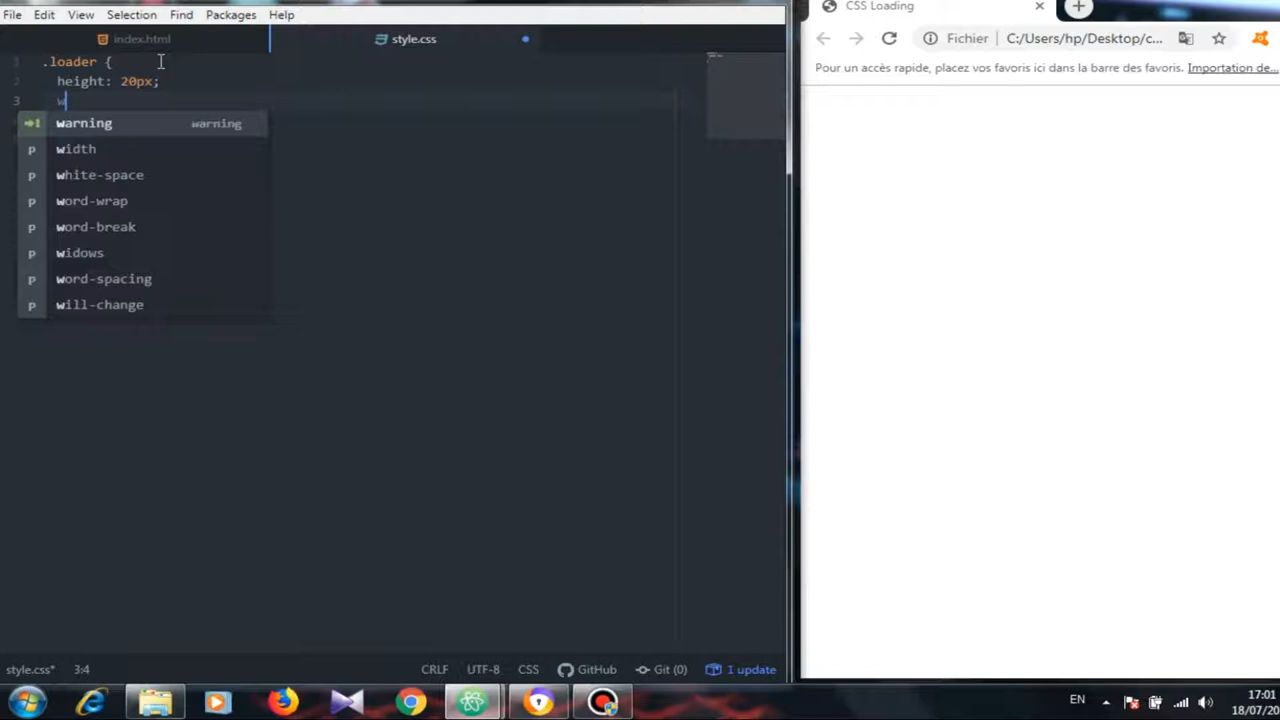 CSS Loading
File Edit View Selection Find Packages Help
index.html
style.css
Fichier C:/Users/hp/Desktop/c...
1 .loader {
Pour un accès rapide, placez vos favoris ici dans la barre des favoris. Importation de...
2 height: 20px;
3 w
warning warning
p width
p white-space
p word-wrap
p word-break
p widows
p word-spacing
p will-change
style.css* 3:4 CRLF UTF-8 CSS GitHub Git (0) 1 update
EN
17:01
18/07/20